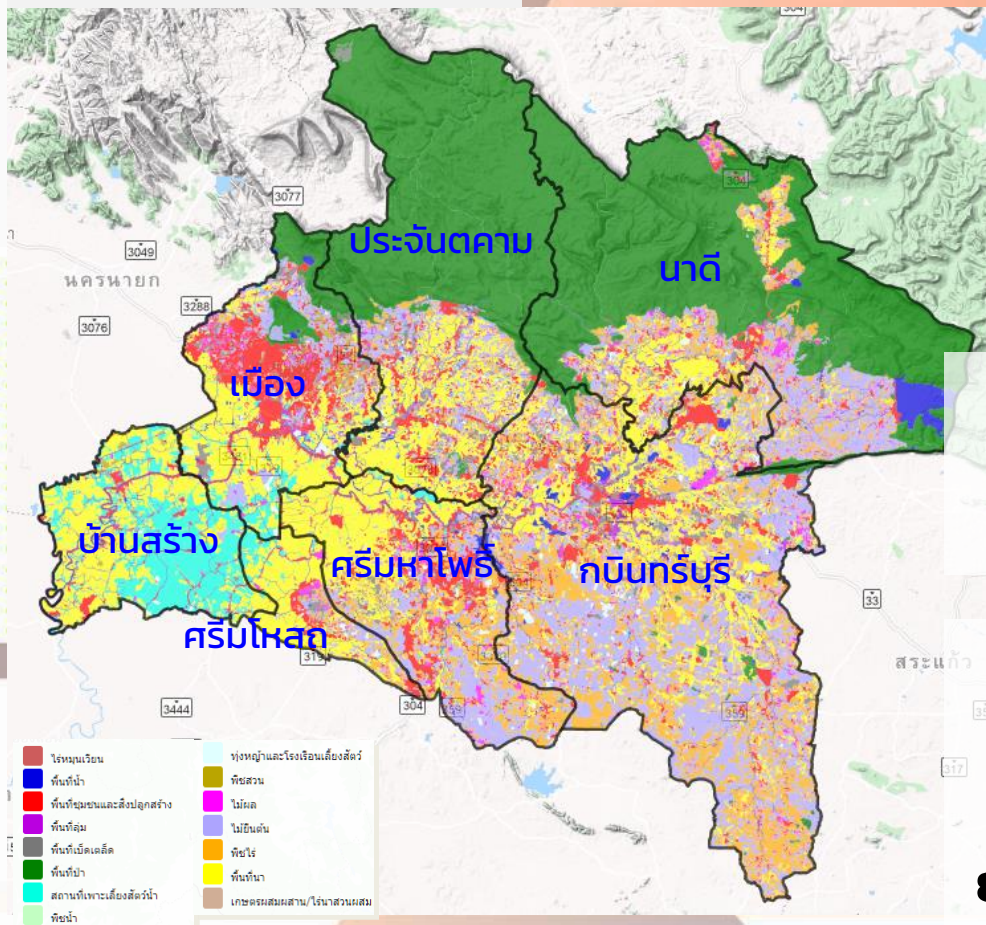 304
3077
ประจันตคาม
304
3049
นาดี
นครนายก
3288
3076
เมือง
บ้านสร้าง
ศรีมหาโพธิ์
กบินทร์บุรี
33
ศรีมโหสถ
319
สระแก้ว
3444
304
359
359
317
ไร่หมุนเวียน
พื้นที่น้ำ
พื้นที่ชุมชนและสิ่งปลูกสร้าง
พื้นที่ลุ่ม
พื้นที่เบ็ดเตล็ด
พื้นที่ป่า
สถานที่เพาะเลี้ยงสัตว์น้ำ
พืชน้ำ
ทุ่งหญ้าและโรงเรือนเลี้ยงสัตว์
พืชสวน
ไม้ผล
ไม้ยืนต้น
พืชไร่
พื้นที่นา
เกษตรผสมผสาน/ไร่นาสวนผสม